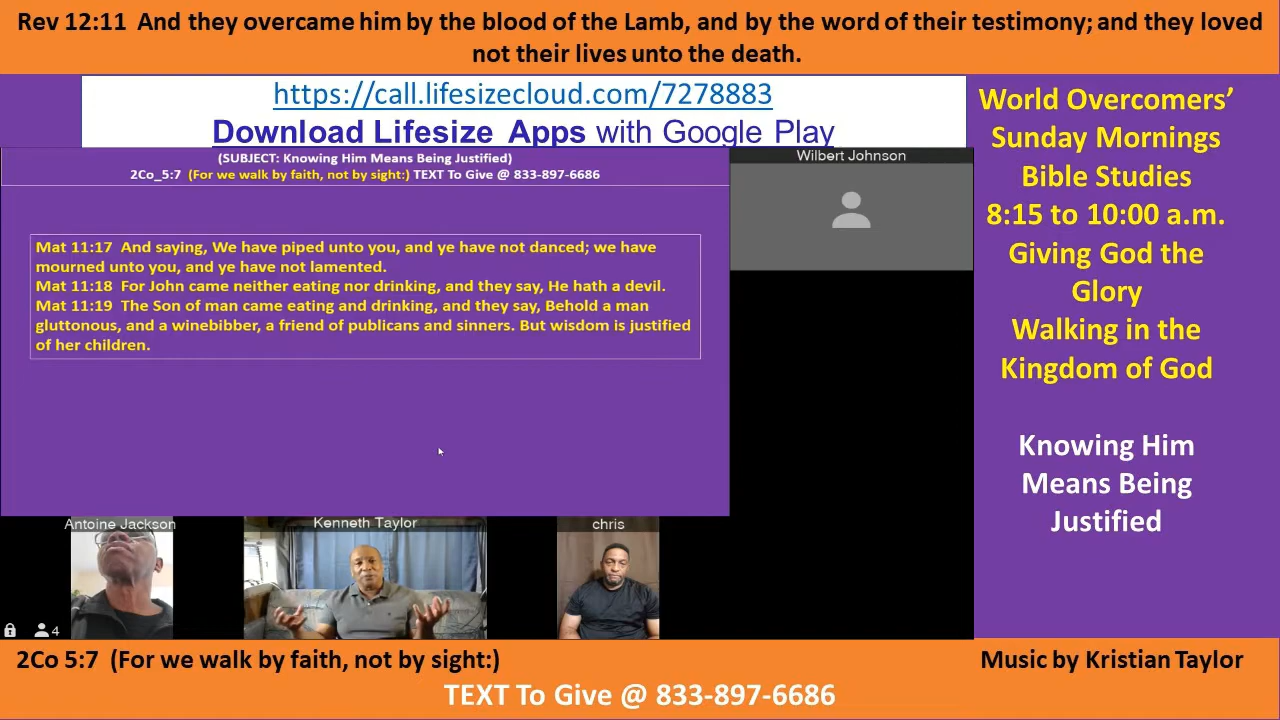 Rev 12:11 And they overcame him by the blood of the Lamb, and by the word of their testimony; and they loved
not their lives unto the death.
https://call.lifesizecloud.com/7278883
Download Lifesize Apps with Google Play
(SUBJECT: Knowing Him Means Being Justified)
2Co_5:7 (For we walk by faith, not by sight:) TEXT To Give @ 833-897-6686
Mat 11:17 And saying, We have piped unto you, and ye have not danced; we have
mourned unto you, and ye have not lamented.
Mat 11:18 For John came neither eating nor drinking, and they say, He hath a devil.
Mat 11:19 The Son of man came eating and drinking, and they say, Behold a man
gluttonous, and a winebibber, a friend of publicans and sinners. But wisdom is justified
of her children.
Wilbert Johnson
World Overcomers’
Sunday Mornings
Bible Studies
8:15 to 10:00 a.m.
Giving God the
Glory
Walking in the
Kingdom of God
Knowing Him
Means Being
Justified
Antoine Jackson
Kenneth Taylor
chris
4
2Co 5:7 (For we walk by faith, not by sight:)
Music by Kristian Taylor
TEXT To Give @ 833-897-6686